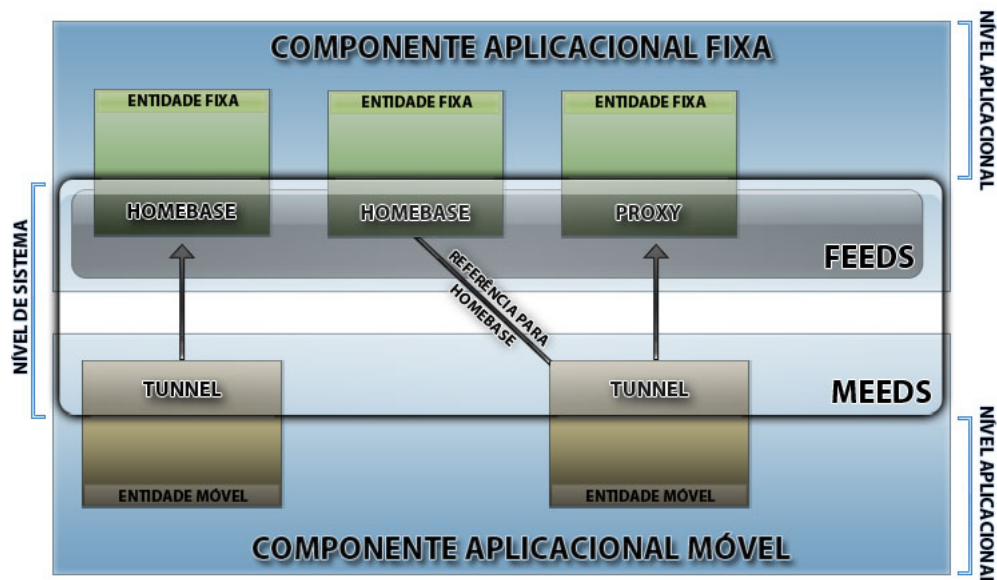 COMPONENTE APLICACIONAL FIXA
NÍVEL APLICACIONAL
ENTIDADE FIXA
ENTIDADE FIXA
ENTIDADE FIXA
HOMEBASE
HOMEBASE
PROXY
FEEDS
NÍVEL DE SISTEMA
REFERÊNCIA PARA
HOMEBASE
TUNNEL
TUNNEL
MEEDS
NÍVEL APLICACIONAL
ENTIDADE MÓVEL
ENTIDADE MÓVEL
COMPONENTE APLICACIONAL MÓVEL